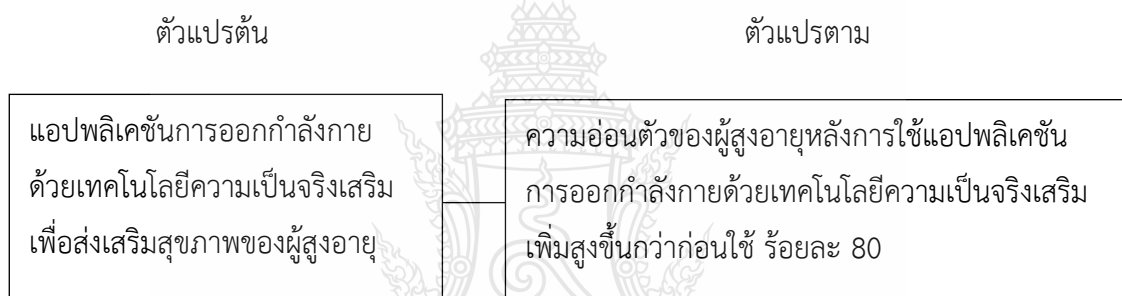 ตัวแปรต้น
ตัวแปรตาม
แอปพลิเคชันการออกกำลังกาย
ด้วยเทคโนโลยีความเป็นจริงเสริม
เพื่อส่งเสริมสุขภาพของผู้สูงอายุ
ความอ่อนตัวของผู้สูงอายุหลังการใช้แอปพลิเคชัน
การออกกำลังกายด้วยเทคโนโลยีความเป็นจริงเสริม
เพิ่มสูงขึ้นกว่าก่อนใช้ ร้อยละ 80